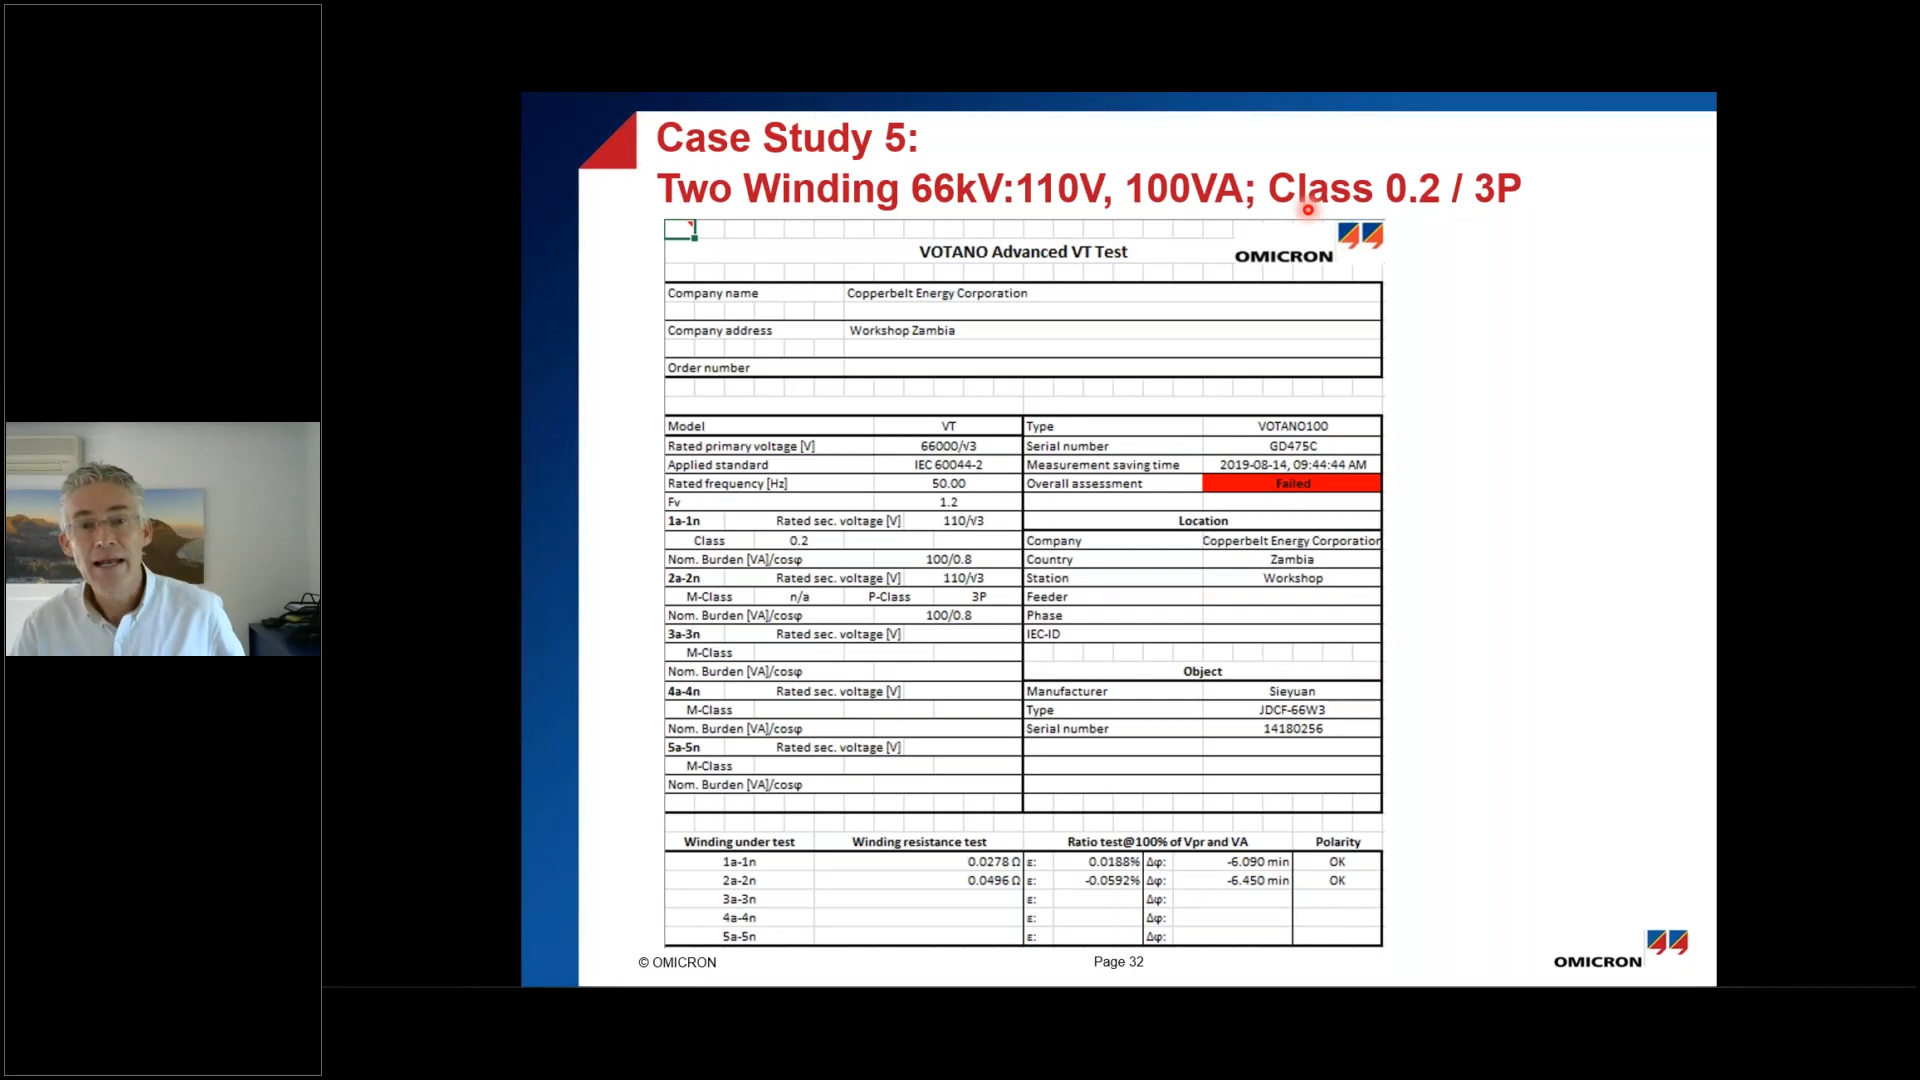 Case Study 5:
Two Winding 66kV:110V, 100VA; Class 0.2 / 3P
VOTANO Advanced VT Test
OMICRON
Company name Copperbelt Energy Corporation
Company address Workshop Zambia
Order number
Model VT Type VOTANO100
Rated primary voltage [V] 66000/√3 Serial number GD475C
Applied standard IEC 60044-2 Measurement saving time 2019-08-14, 09:44:44 AM
Rated frequency [Hz] 50.00 Overall assessment Failed
Fv 1.2
1a-1n Rated sec. voltage [V] 110/√3 Location
Class 0.2 Company Copperbelt Energy Corporation
Nom. Burden [VA]/cosφ 100/0.8 Country Zambia
2a-2n Rated sec. voltage [V] 110/√3 Station Workshop
M-Class n/a P-Class 3P Feeder
Nom. Burden [VA]/cosφ 100/0.8 Phase
3a-3n Rated sec. voltage [V] IEC-ID
M-Class
Nom. Burden [VA]/cosφ Object
4a-4n Rated sec. voltage [V] Manufacturer Sieyuan
M-Class Type JDCF-66W3
Nom. Burden [VA]/cosφ Serial number 14180256
5a-5n Rated sec. voltage [V]
M-Class
Nom. Burden [VA]/cosφ
Winding under test Winding resistance test Ratio test@100% of Vpr and VA Polarity
1a-1n 0.0278 Ω ε: 0.0188% Δφ: -6.090 min OK
2a-2n 0.0496 Ω ε: -0.0592% Δφ: -6.450 min OK
3a-3n ε: Δφ:
4a-4n ε: Δφ:
5a-5n ε: Δφ:
© OMICRON Page 32 OMICRON